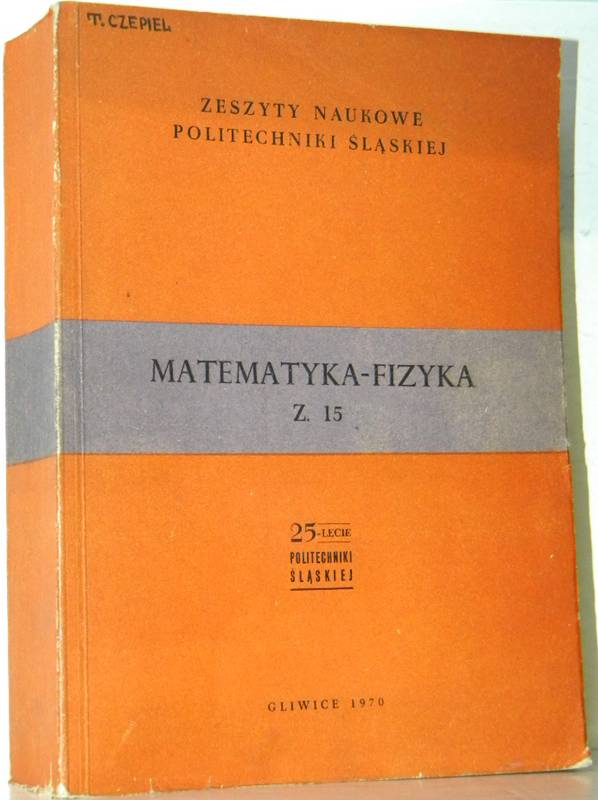 T. CZEPIEL
ZESZYTY NAUKOWE
POLITECHNIKI ŚLĄSKIEJ
MATEMATYKA-FIZYKA
Z. 15
25-LECIE
POLITECHNIKI
ŚLĄSKIEJ
GLIWICE 1970